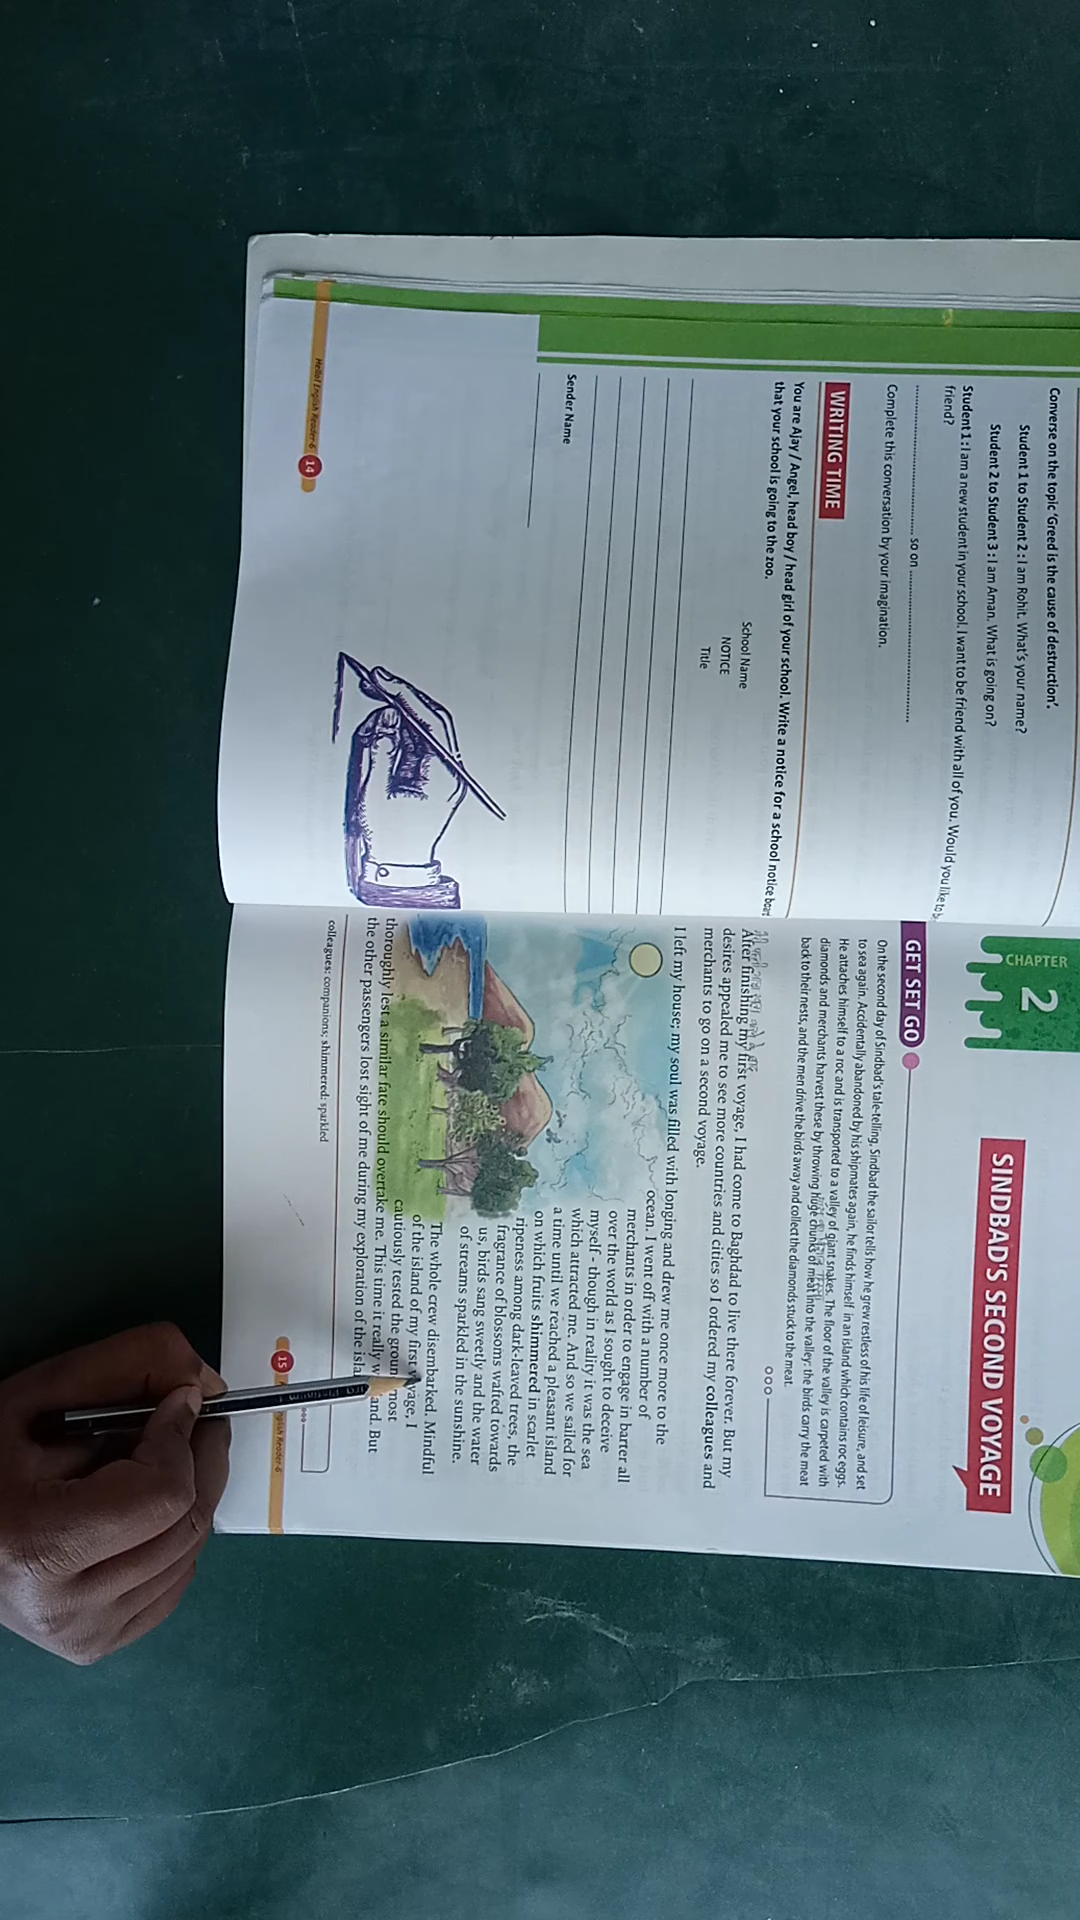 Converse on the topic 'Greed is the cause of destruction'.
Student 1 to Student 2 : I am Rohit. What's your name?
Student 2 to Student 3 : I am Aman. What is going on?
Student 1 : I am a new student in your school. I want to be friend with all of you. Would you like to
friend?
so on
Complete this conversation by your imagination.
WRITING TIME
You are Ajay / Angel, head boy / head girl of your school. Write a notice for a school notice
that your school is going to the zoo.
School Name
NOTICE
Title
Sender Name
Hello! English Reader-6 14
CHAPTER
2
SINDBAD'S SECOND VOYAGE
GET SET GO
On the second day of Sindbad's tale-telling, Sindbad the sailor tells how he grew restless of his life of leisure, and set
to sea again. Accidentally abandoned by his shipmates again, he finds himself in an island which contains roc eggs.
He attaches himself to a roc and is transported to a valley of giant snakes. The floor of the valley is carpeted with
diamonds and merchants harvest these by throwing huge chunks of meat into the valley: the birds carry the meat
back to their nests, and the men drive the birds away and collect the diamonds stuck to the meat.
After finishing my first voyage, I had come to Baghdad to live there forever. But my
desires appealed me to see more countries and cities so I ordered my colleagues and
merchants to go on a second voyage.
I left my house; my soul was filled with longing and drew me once more to the
ocean. I went off with a number of
merchants in order to engage in barter all
over the world as I sought to deceive
myself - though in reality it was the sea
which attracted me. And so we sailed for
a time until we reached a pleasant island
on which fruits shimmered in scarlet
ripeness among dark-leaved trees, the
fragrance of blossoms wafted towards
us, birds sang sweetly and the water
of streams sparkled in the sunshine.
The whole crew disembarked. Mindful
of the island of my first voyage, I
cautiously tested the ground most
thoroughly lest a similar fate should overtake me. This time it really land. But
the other passengers lost sight of me during my exploration of the
colleagues: companions; shimmered: sparkled
15 English Reader-6